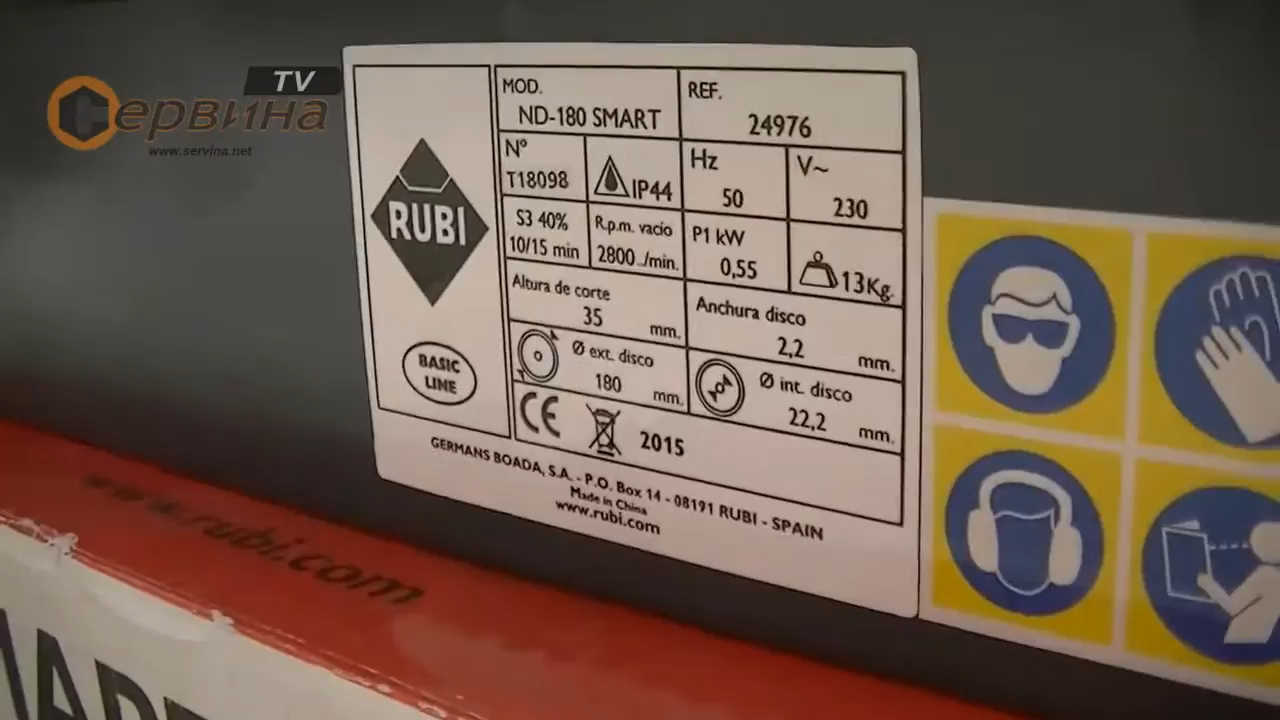 TV
Сервина
www.servina.net
MOD.
ND-180 SMART
REF.
24976
N°
T18098
IP44
Hz
50
V~
230
S3 40%
10/15 min
R.p.m. vacío
2800 ./min.
P1 kW
0,55
13Kg.
Altura de corte
35 mm.
Anchura disco
2,2 mm.
Ø ext. disco
180 mm.
Ø int. disco
22,2 mm.
RUBI
BASIC
LINE
CE
2015
GERMANS BOADA, S.A. - P.O. Box 14 - 08191 RUBI - SPAIN
Made in China
www.rubi.com
www.rubi.com